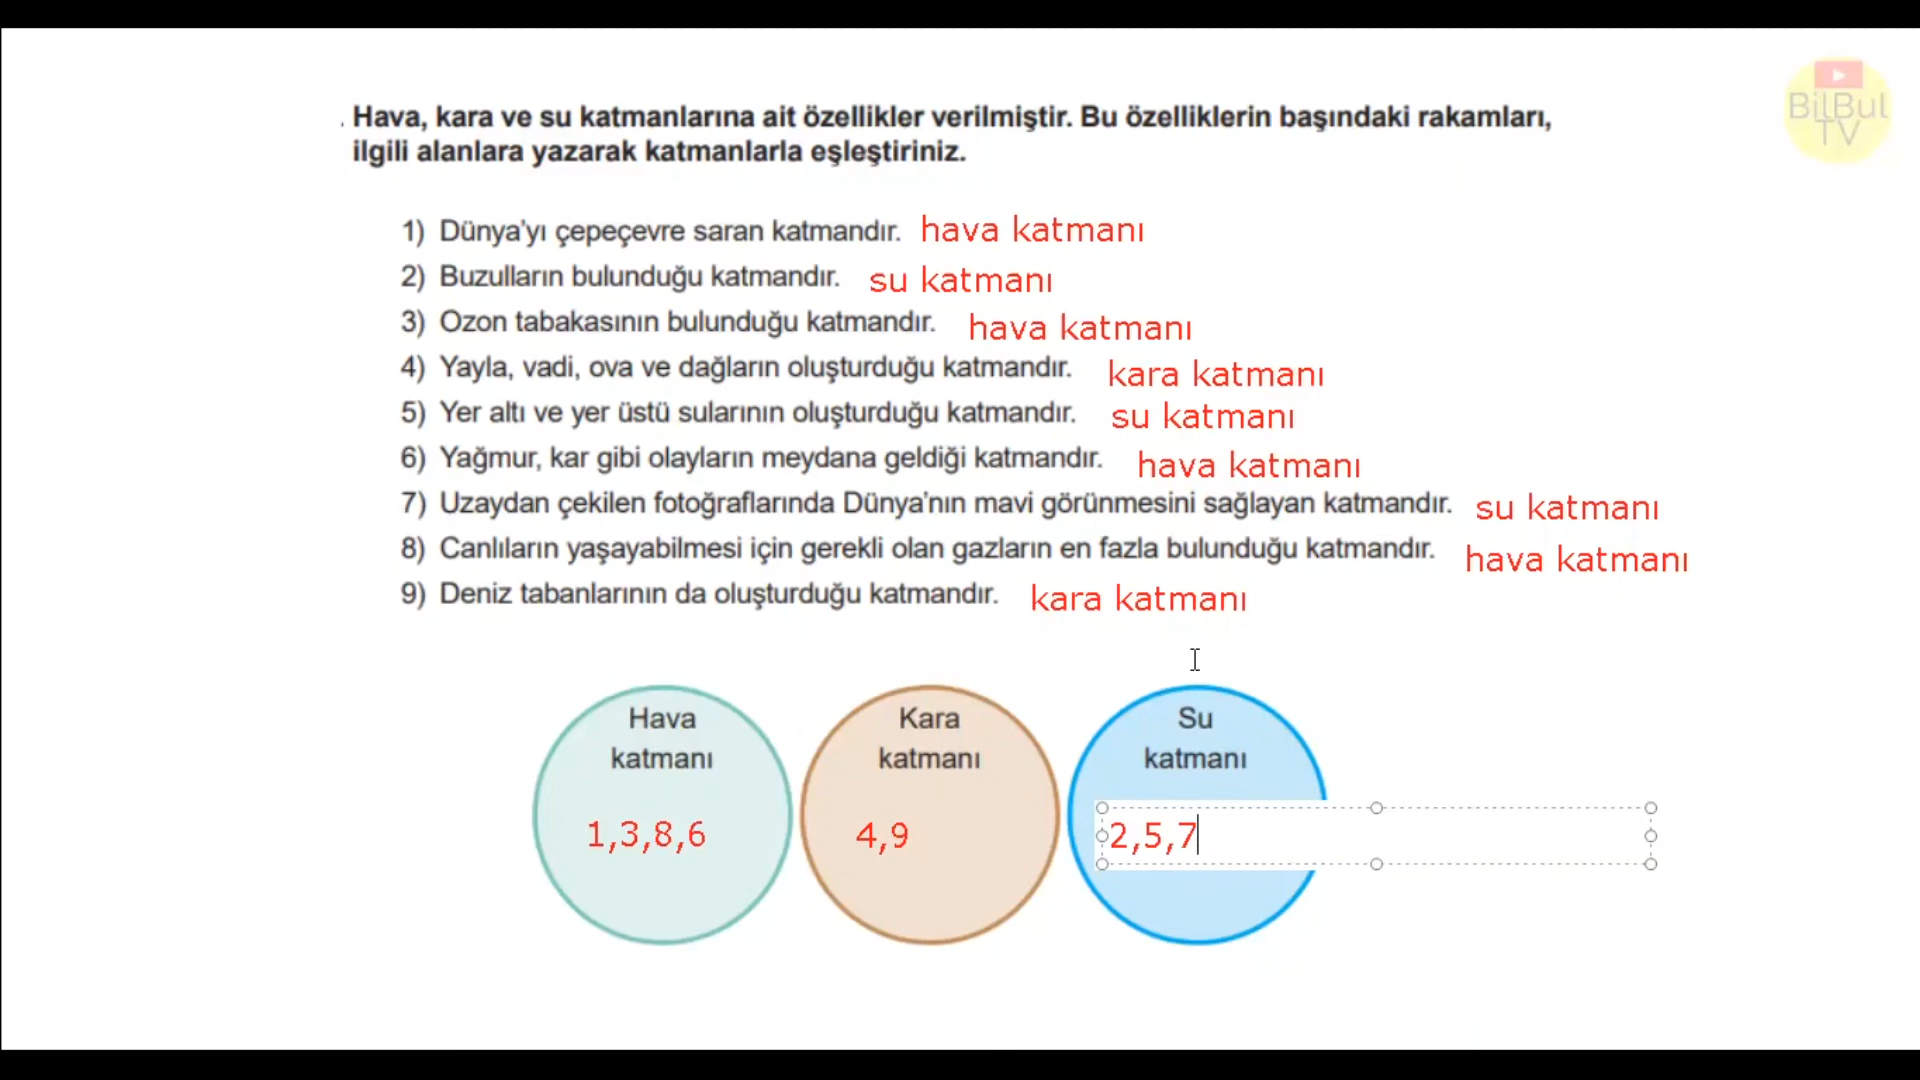 BilBul
TV
. Hava, kara ve su katmanlarına ait özellikler verilmiştir. Bu özelliklerin başındaki rakamları,
ilgili alanlara yazarak katmanlarla eşleştiriniz.
1) Dünya'yı çepeçevre saran katmandır. hava katmanı
2) Buzulların bulunduğu katmandır. su katmanı
3) Ozon tabakasının bulunduğu katmandır. hava katmanı
4) Yayla, vadi, ova ve dağların oluşturduğu katmandır. kara katmanı
5) Yer altı ve yer üstü sularının oluşturduğu katmandır. su katmanı
6) Yağmur, kar gibi olayların meydana geldiği katmandır. hava katmanı
7) Uzaydan çekilen fotoğraflarında Dünya'nın mavi görünmesini sağlayan katmandır. su katmanı
8) Canlıların yaşayabilmesi için gerekli olan gazların en fazla bulunduğu katmandır. hava katmanı
9) Deniz tabanlarının da oluşturduğu katmandır. kara katmanı
Hava
katmanı
1,3,8,6
Kara
katmanı
4,9
Su
katmanı
2,5,7